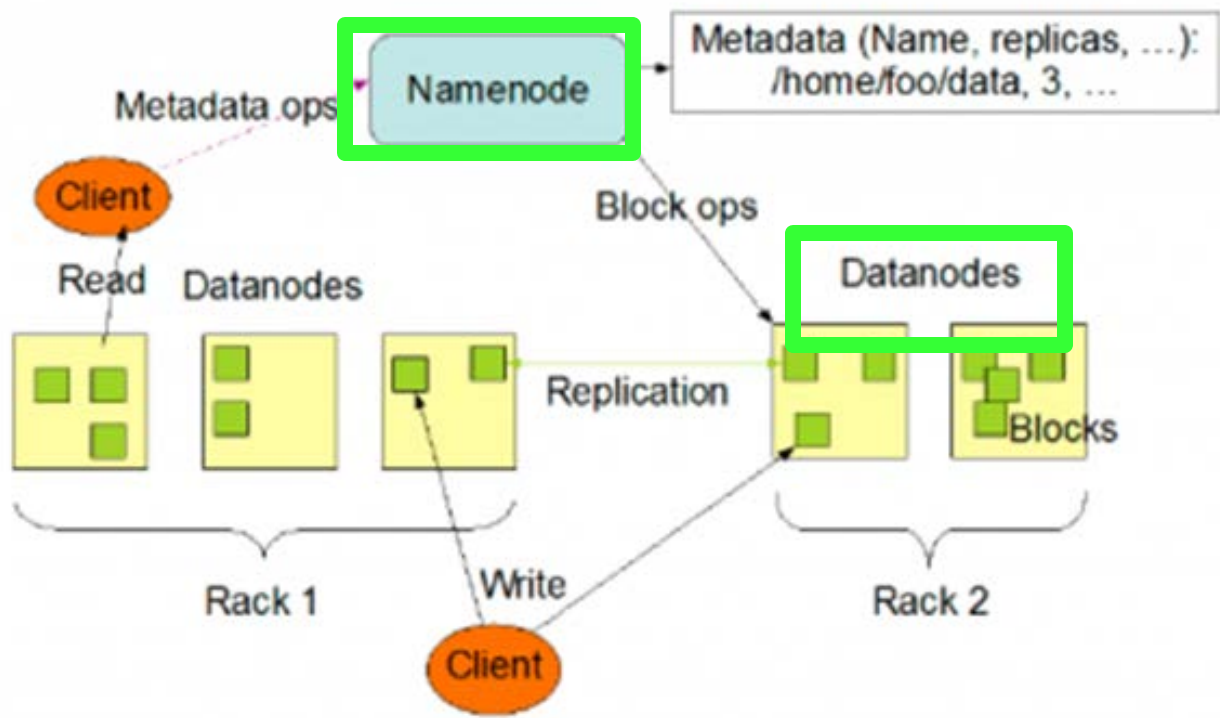 Metadata (Name, replicas, ...):
/home/foo/data, 3, ...
Namenode
Metadata ops
Client
Block ops
Read
Datanodes
Datanodes
Replication
Blocks
Rack 1
Write
Rack 2
Client